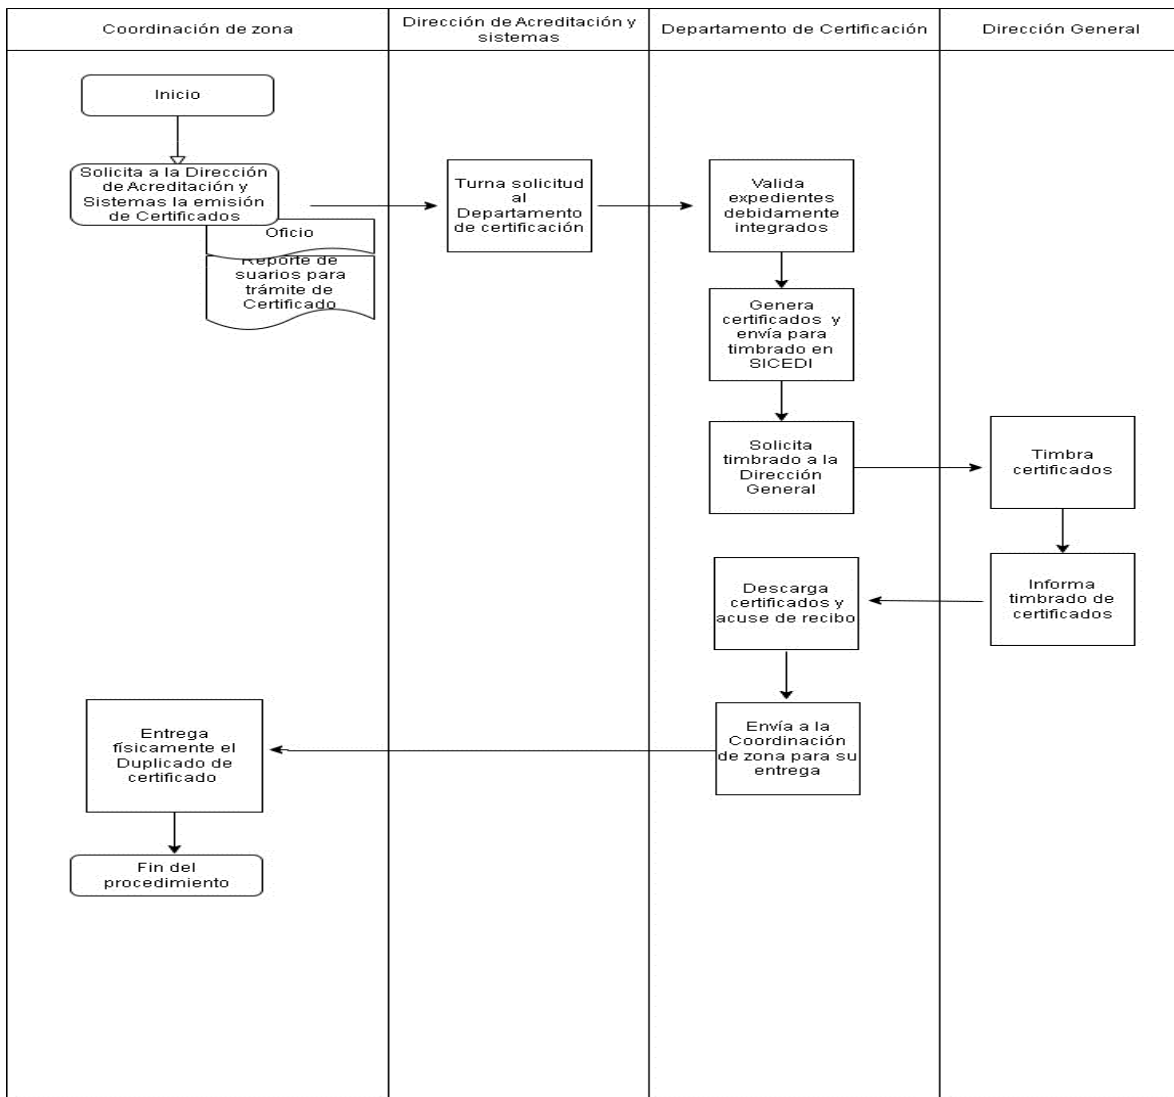 Coordinación de zona
Dirección de Acreditación y
sistemas
Departamento de Certificación
Dirección General
Inicio
Solicita a la Dirección
de Acreditación y
Sistemas la emisión
de Certificados
Oficio
Reporte de
suarios para
trámite de
Certificado
Turna solicitud
al
Departamento
de certificación
Valida
expedientes
debidamente
integrados
Genera
certificados y
envía para
timbrado en
SICEDI
Solicita
timbrado a la
Dirección
General
Timbra
certificados
Informa
timbrado de
certificados
Descarga
certificados y
acuse de recibo
Envía a la
Coordinación
de zona para su
entrega
Entrega
físicamente el
Duplicado de
certificado
Fin del
procedimiento